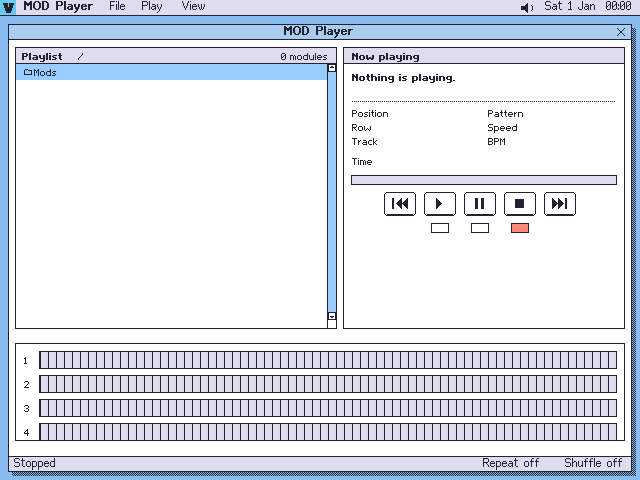 MOD Player File Play View Sat 1 Jan 00:00
MOD Player
Playlist / 0 modules
Mods
Now playing
Nothing is playing.
Position Pattern
Row Speed
Track BPM
Time
1
2
3
4
Stopped Repeat off Shuffle off